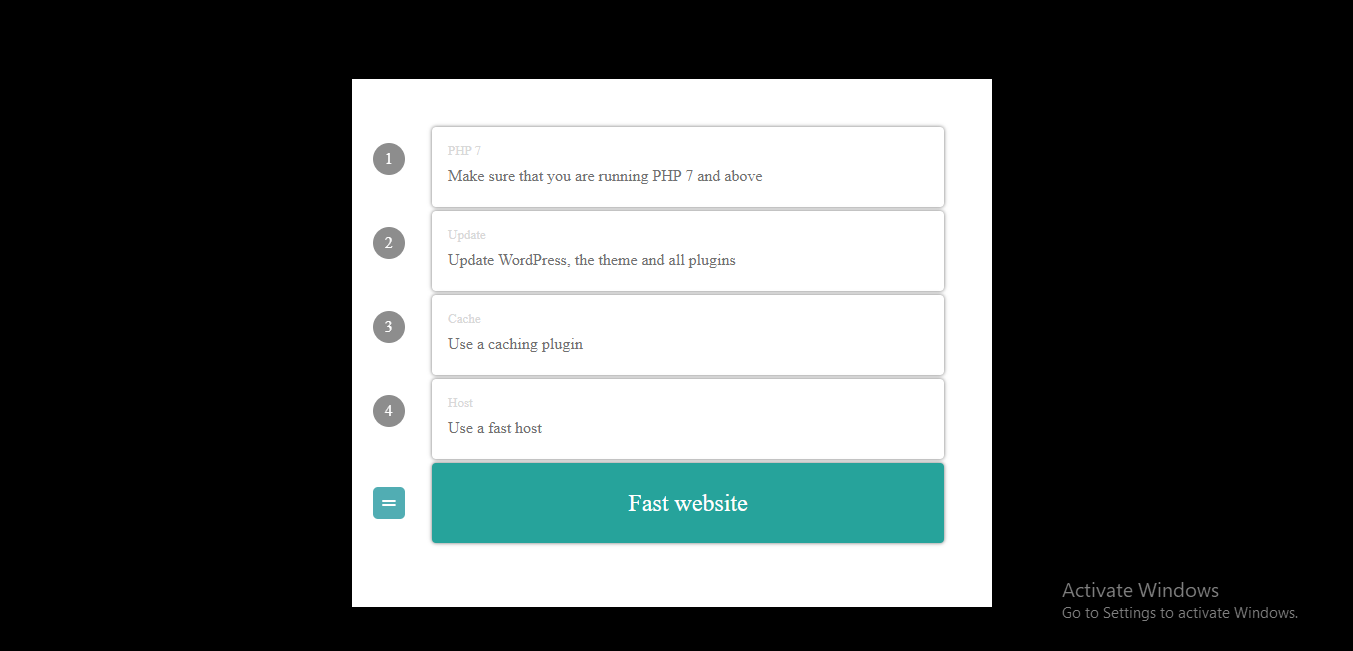 1
PHP 7
Make sure that you are running PHP 7 and above
2
Update
Update WordPress, the theme and all plugins
3
Cache
Use a caching plugin
4
Host
Use a fast host
=
Fast website
Activate Windows
Go to Settings to activate Windows.